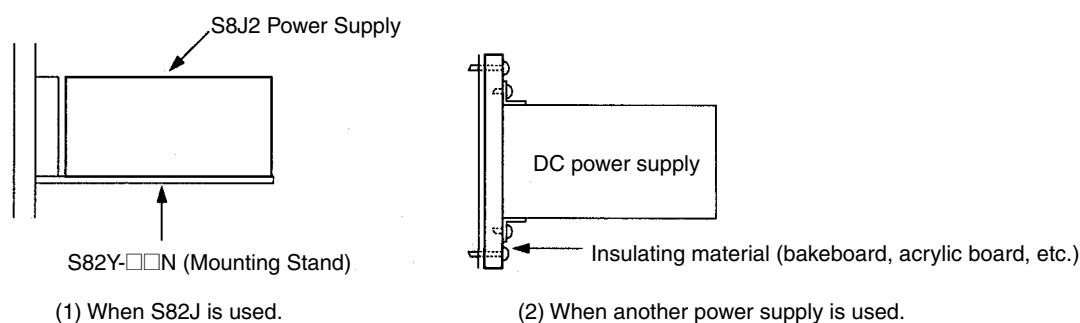 S8J2 Power Supply
DC power supply
S82Y-□□N (Mounting Stand)
Insulating material (bakeboard, acrylic board, etc.)
(1) When S82J is used.
(2) When another power supply is used.